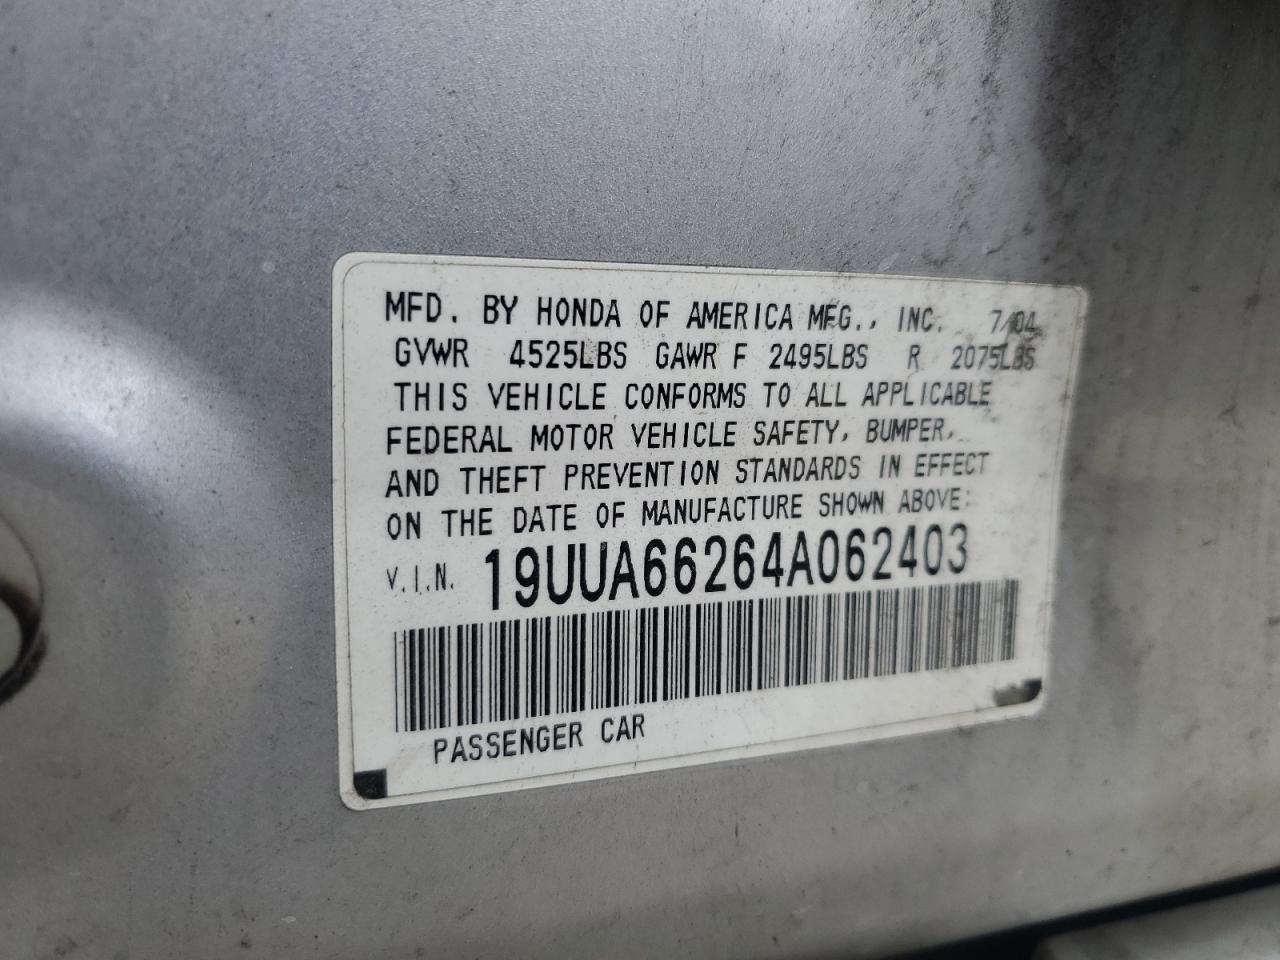 MFD. BY HONDA OF AMERICA MFG., INC. 7/04
GVWR 4525LBS GAWR F 2495LBS R 2075LBS
THIS VEHICLE CONFORMS TO ALL APPLICABLE
FEDERAL MOTOR VEHICLE SAFETY, BUMPER,
AND THEFT PREVENTION STANDARDS IN EFFECT
ON THE DATE OF MANUFACTURE SHOWN ABOVE:
V.I.N. 19UUA66264A062403
PASSENGER CAR